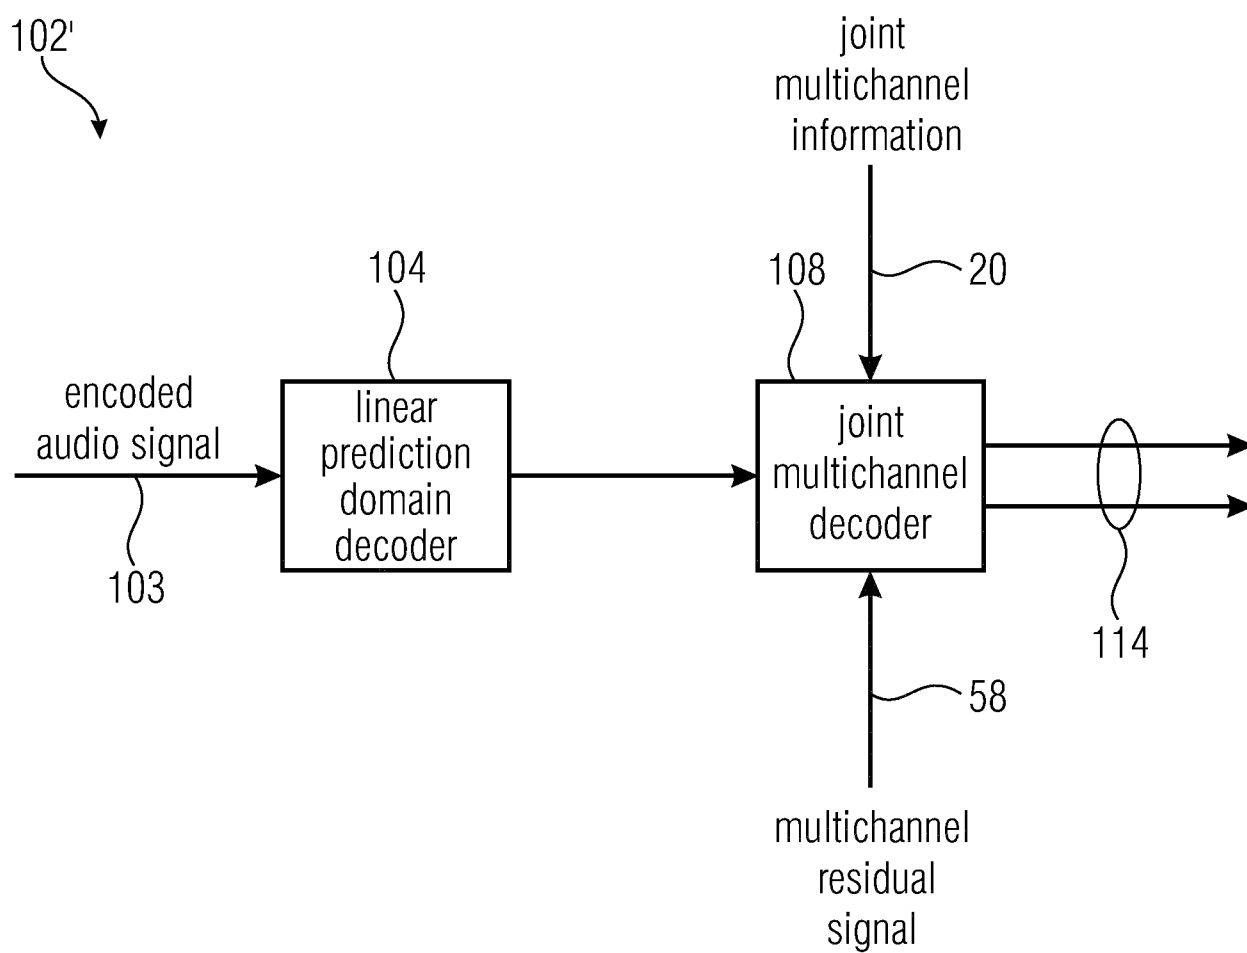 102'
joint
multichannel
information
104
108
20
encoded
audio signal
103
linear
prediction
domain
decoder
joint
multichannel
decoder
114
58
multichannel
residual
signal